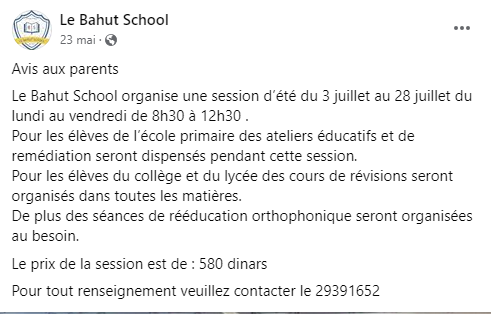 Le Bahut School
23 mai ·
Avis aux parents
Le Bahut School organise une session d'été du 3 juillet au 28 juillet du
lundi au vendredi de 8h30 à 12h30 .
Pour les élèves de l'école primaire des ateliers éducatifs et de
remédiation seront dispensés pendant cette session.
Pour les élèves du collège et du lycée des cours de révisions seront
organisés dans toutes les matières.
De plus des séances de rééducation orthophonique seront organisées
au besoin.
Le prix de la session est de : 580 dinars
Pour tout renseignement veuillez contacter le 29391652